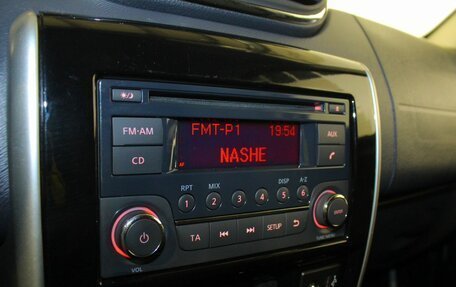 FM·AM
FMT-P1 19:54
AUX
CD
NASHE
RPT MIX DISP A-Z
1 2 3 4 5 6
TA SETUP
ENTER
VOL